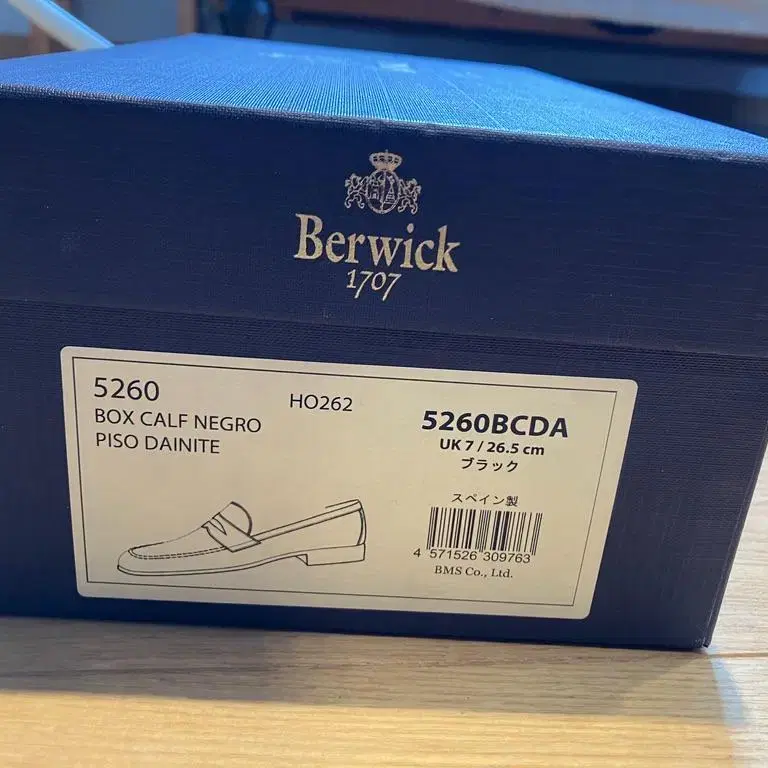 Berwick
1707
5260
BOX CALF NEGRO
PISO DAINITE
HO262
5260BCDA
UK 7 / 26.5 cm
ブラック
スペイン製
4 571526 309763
BMS Co., Ltd.